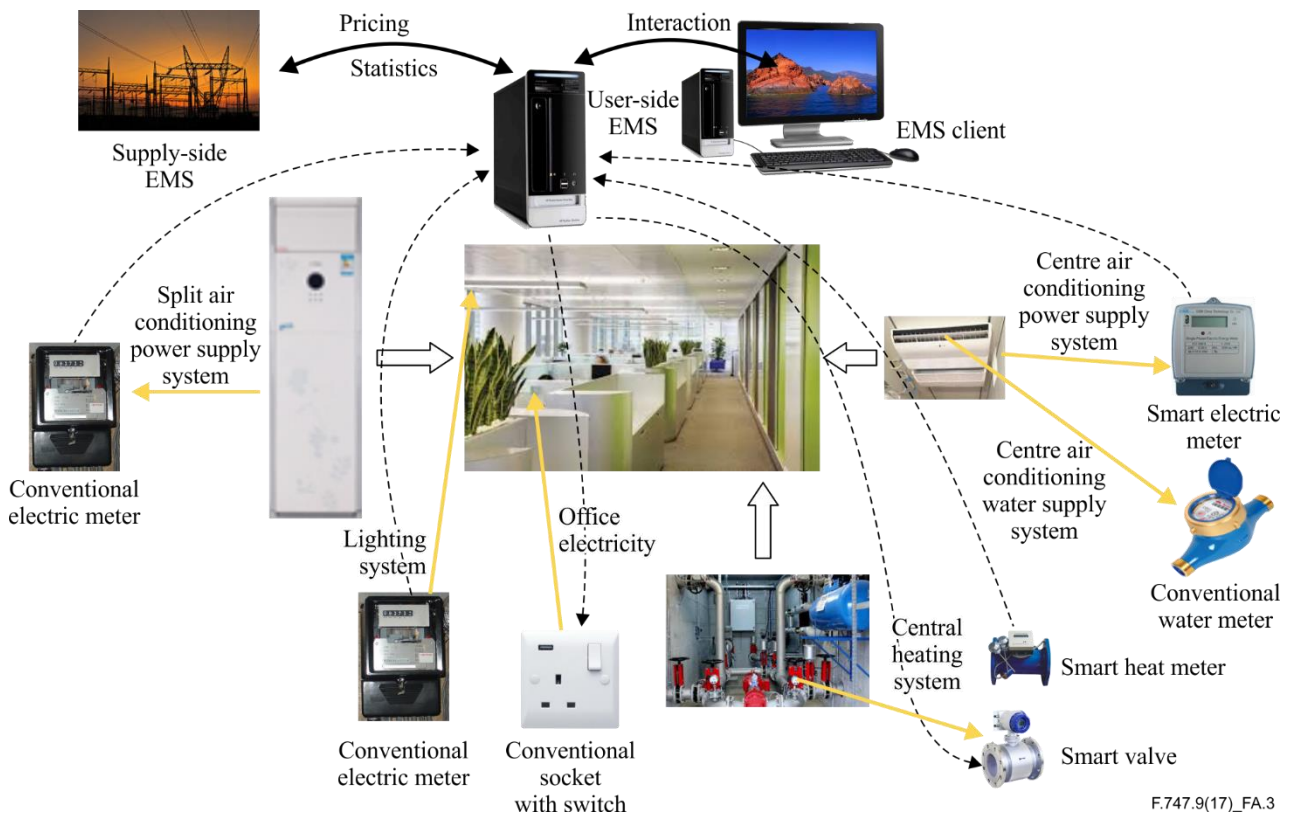 Pricing
Statistics
Interaction
Supply-side
EMS
User-side
EMS
EMS client
Split air
conditioning
power supply
system
Centre air
conditioning
power supply
system
Smart electric
meter
Conventional
electric meter
Centre air
conditioning
water supply
system
Conventional
water meter
Lighting
system
Office
electricity
Central
heating
system
Smart heat meter
Smart valve
Conventional
electric meter
Conventional
socket
with switch
F.747.9(17)_FA.3